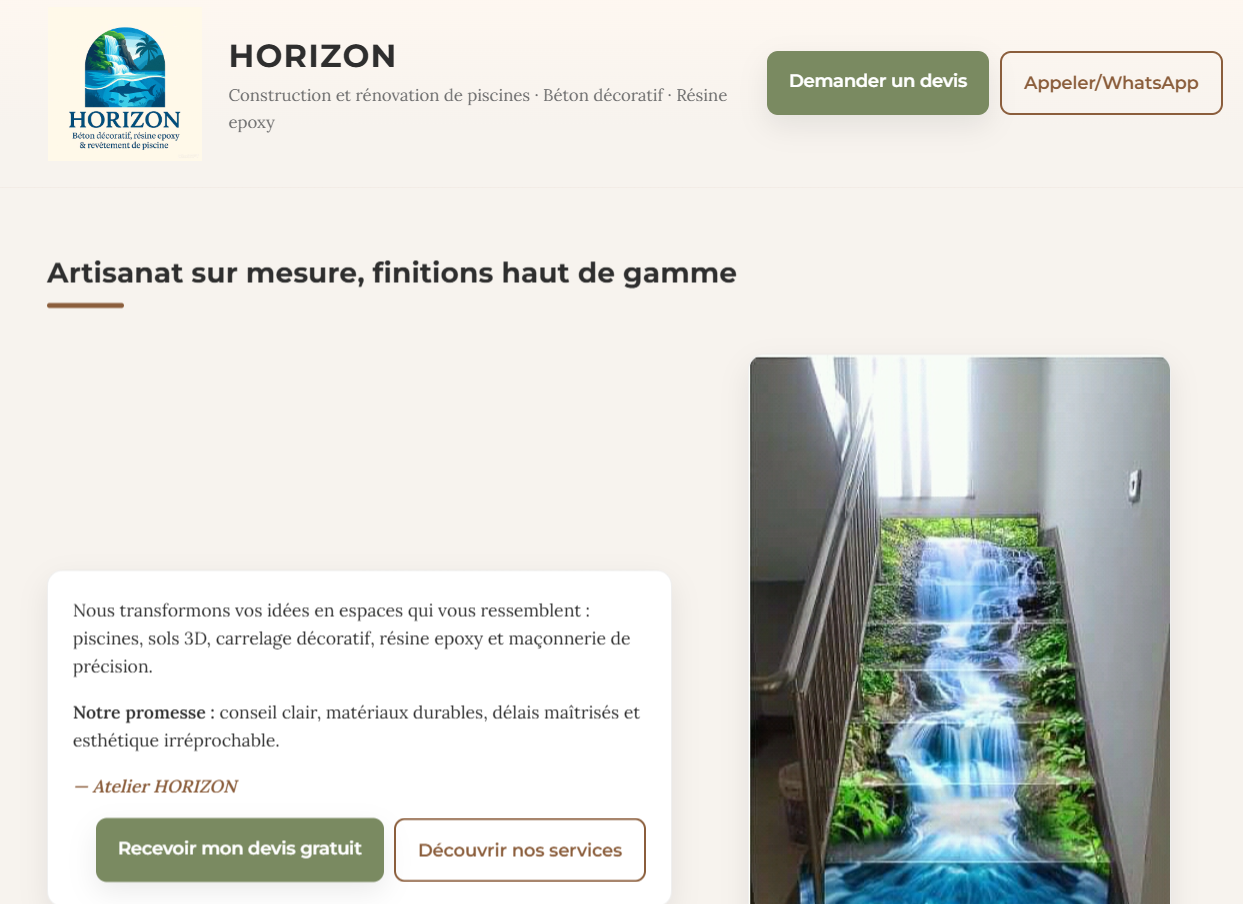 HORIZON
Béton décoratif, résine epoxy
& revêtement de piscine
HORIZON
Construction et rénovation de piscines · Béton décoratif · Résine
epoxy
Demander un devis
Appeler/WhatsApp
Artisanat sur mesure, finitions haut de gamme
Nous transformons vos idées en espaces qui vous ressemblent :
piscines, sols 3D, carrelage décoratif, résine epoxy et maçonnerie de
précision.
Notre promesse : conseil clair, matériaux durables, délais maîtrisés et
esthétique irréprochable.
— Atelier HORIZON
Recevoir mon devis gratuit
Découvrir nos services